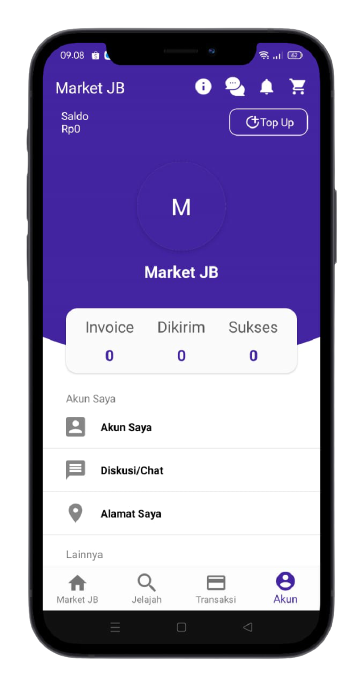 09.08
82
Market JB
Saldo
Rp0
Top Up
M
Market JB
Invoice Dikirim Sukses
0 0 0
Akun Saya
Akun Saya
Diskusi/Chat
Alamat Saya
Lainnya
Market JB Jelajah Transaksi Akun